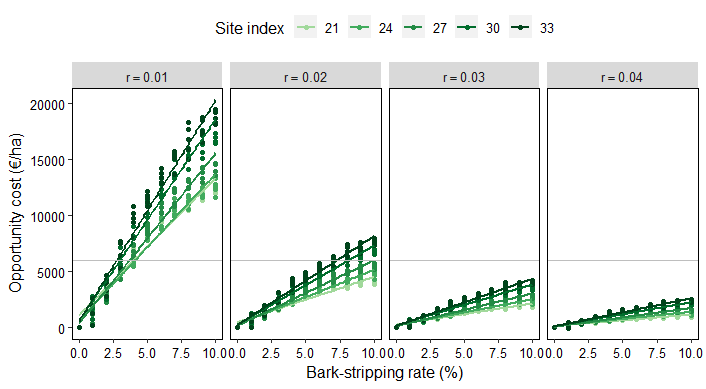 Site index 21 24 27 30 33
r = 0.01 r = 0.02 r = 0.03 r = 0.04
20000
15000
10000
5000
0
Opportunity cost (€/ha)
0.0 2.5 5.0 7.5 10.0 0.0 2.5 5.0 7.5 10.0 0.0 2.5 5.0 7.5 10.0 0.0 2.5 5.0 7.5 10.0
Bark-stripping rate (%)